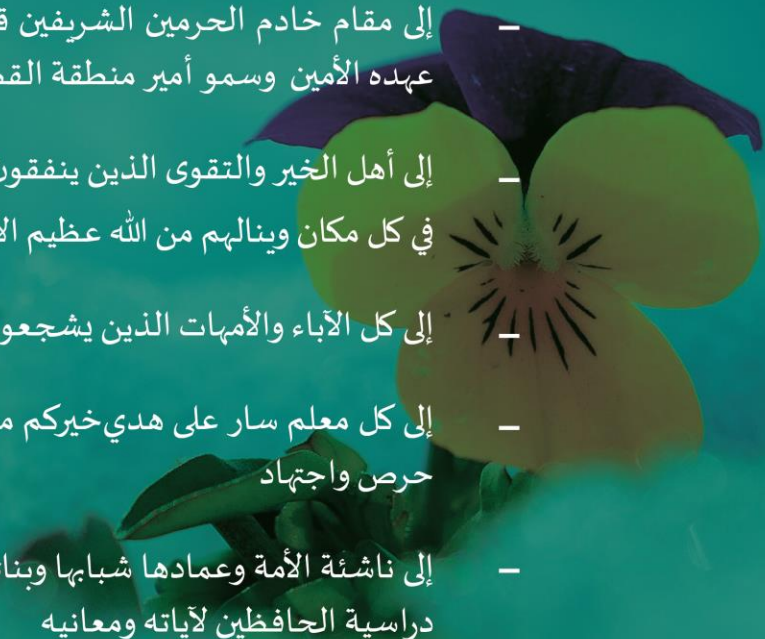 – إلى مقام خادم الحرمين الشريفين
عهده الأمين وسمو أمير منطقة
– إلى أهل الخير والتقوى الذين ينفقون
في كل مكان وينالهم من الله عظيم
– إلى كل الآباء والأمهات الذين
– إلى كل معلم سار على هدي خيركم
حرص واجتهاد
– إلى ناشئة الأمة وعمادها شبابها
دراسية الحافظين لآياته ومعانيه